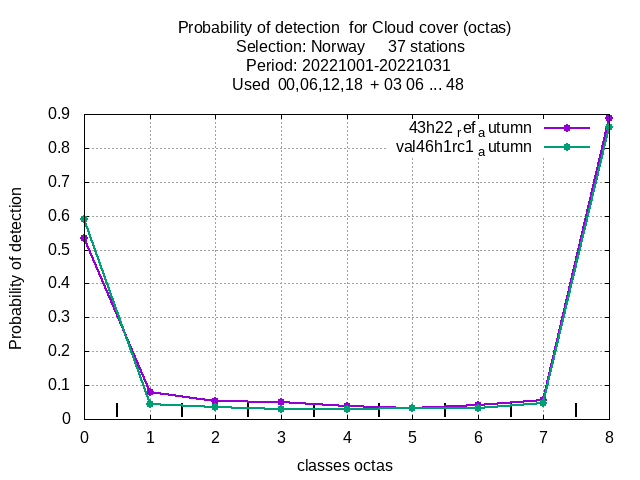 Probability of detection  for Cloud cover (octas)
Selection: Norway     37 stations
Period: 20221001-20221031
Used  00,06,12,18  + 03 06 ... 48
43h22 ref autumn
val46h1rc1 autumn
0.9
0.8
0.7
0.6
0.5
0.4
0.3
0.2
0.1
0
Probability of detection
0 1 2 3 4 5 6 7 8
classes octas